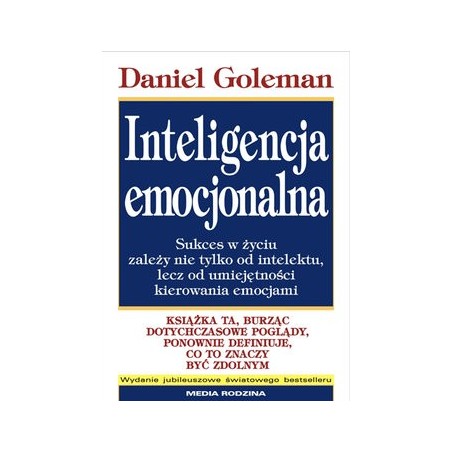 Daniel Goleman
Inteligencja
emocjonalna
Sukces w życiu
zależy nie tylko od intelektu,
lecz od umiejętności
kierowania emocjami
KSIĄŻKA TA, BURZĄC
DOTYCHCZASOWE POGLĄDY,
PONOWNIE DEFINIUJE,
CO TO ZNACZY
BYĆ ZDOLNYM
Wydanie jubileuszowe światowego bestselleru
MEDIA RODZINA